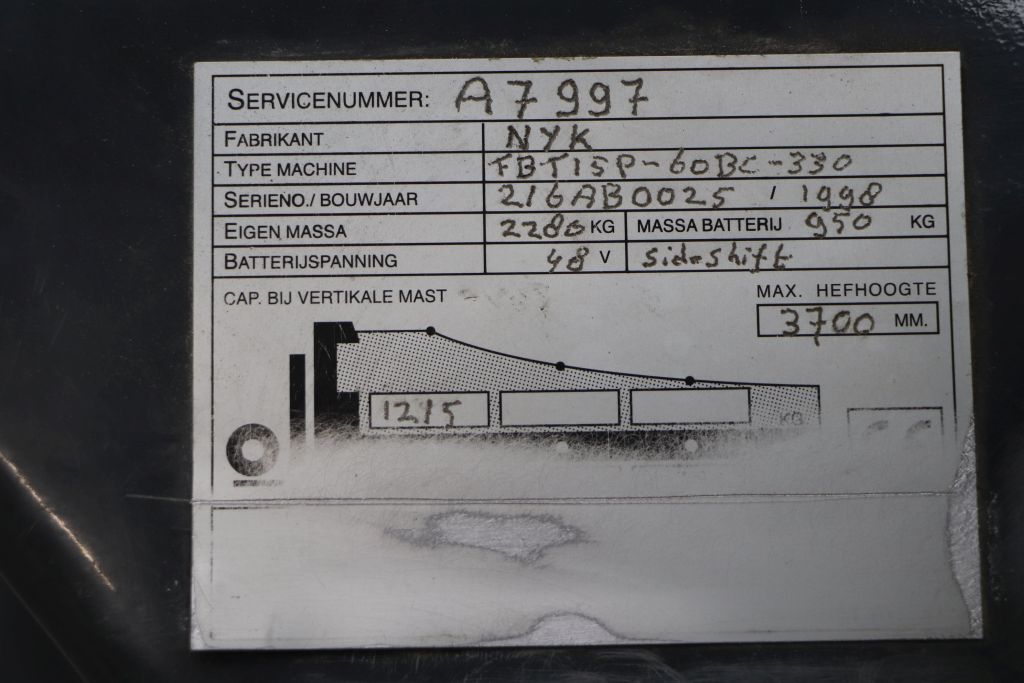 SERVICENUMMER: A7997
FABRIKANT NYK
TYPE MACHINE FBT15P-60BC-330
SERIENO./ BOUWJAAR 216AB0025 / 1998
EIGEN MASSA 2280 KG MASSA BATTERIJ 950 KG
BATTERIJSPANNING 48 V sideshift
CAP. BIJ VERTIKALE MAST
MAX. HEFHOOGTE
3700 MM.
1215
KG